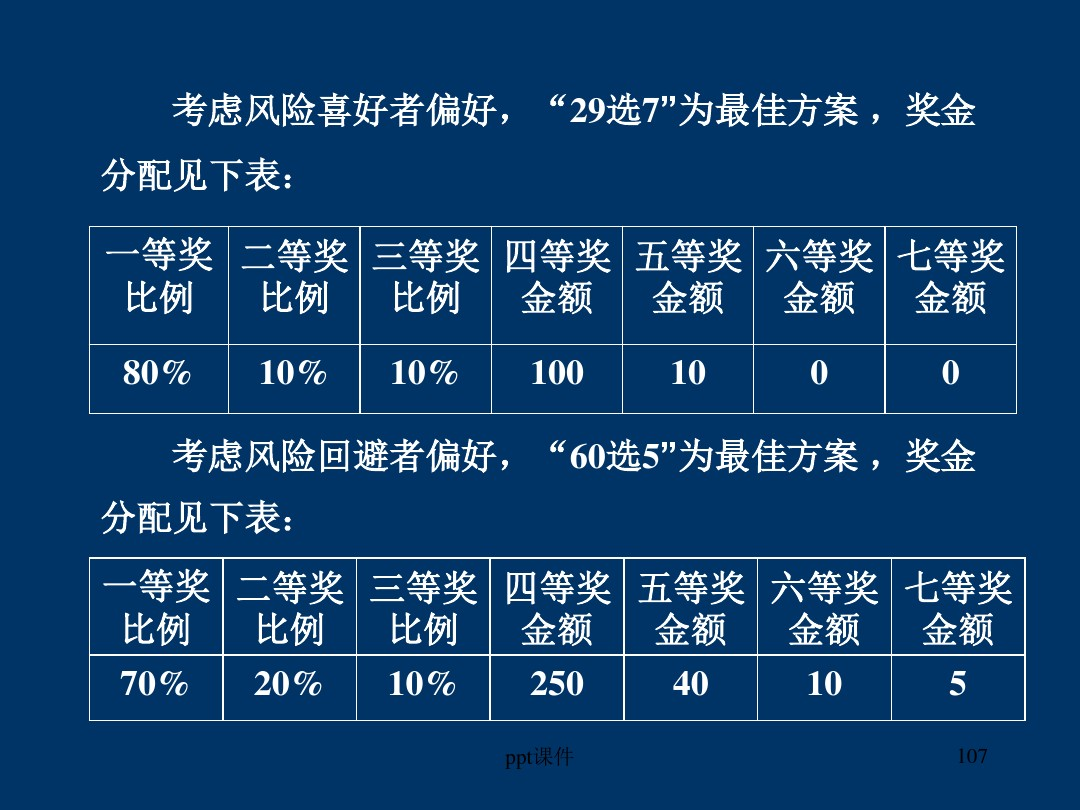 考虑风险喜好者偏好，“29选7”为最佳方案 ，奖金
分配见下表：
一等奖 二等奖 三等奖 四等奖 五等奖 六等奖 七等奖
比例 比例 比例 金额 金额 金额 金额
80% 10% 10% 100 10 0 0
考虑风险回避者偏好，“60选5”为最佳方案 ，奖金
分配见下表：
一等奖 二等奖 三等奖 四等奖 五等奖 六等奖 七等奖
比例 比例 比例 金额 金额 金额 金额
70% 20% 10% 250 40 10 5
ppt课件 107